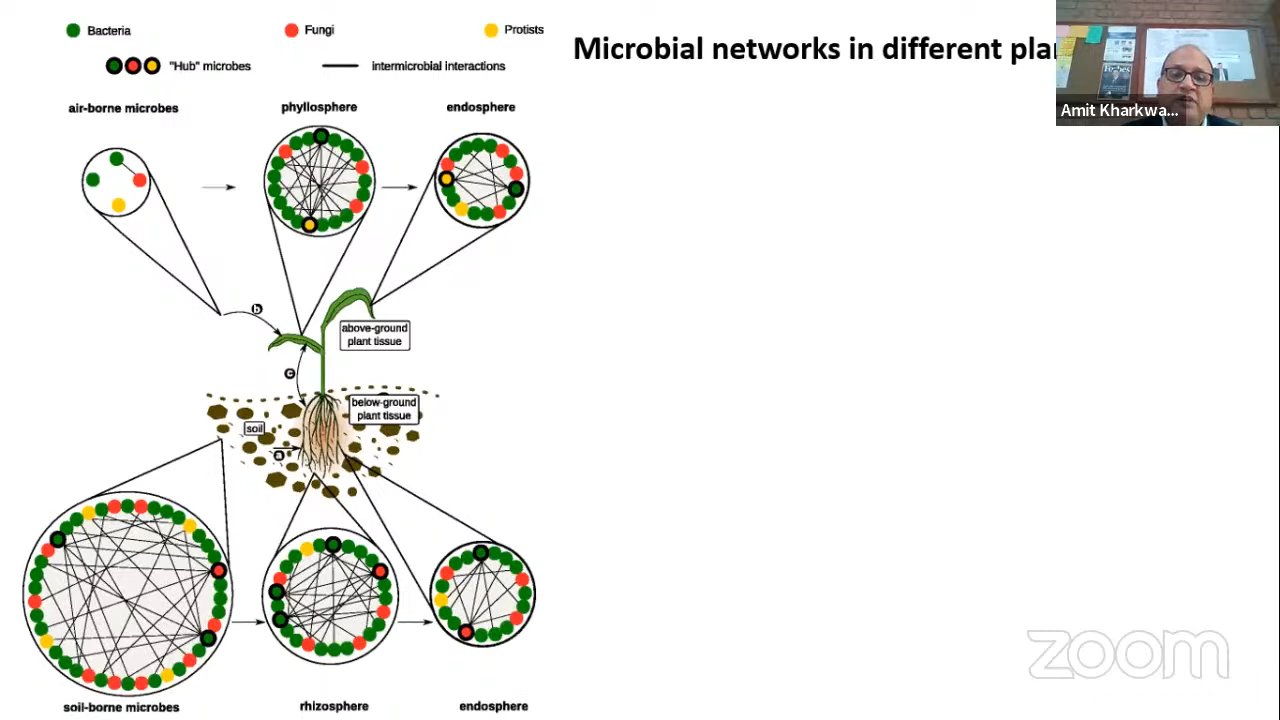 Bacteria
Fungi
Protists
"Hub" microbes
intermicrobial interactions
Microbial networks in different
Forbes
Amit Kharkwa...
air-borne microbes
phyllosphere
endosphere
b
above-ground
plant tissue
c
below-ground
plant tissue
soil
a
zoom
soil-borne microbes
rhizosphere
endosphere